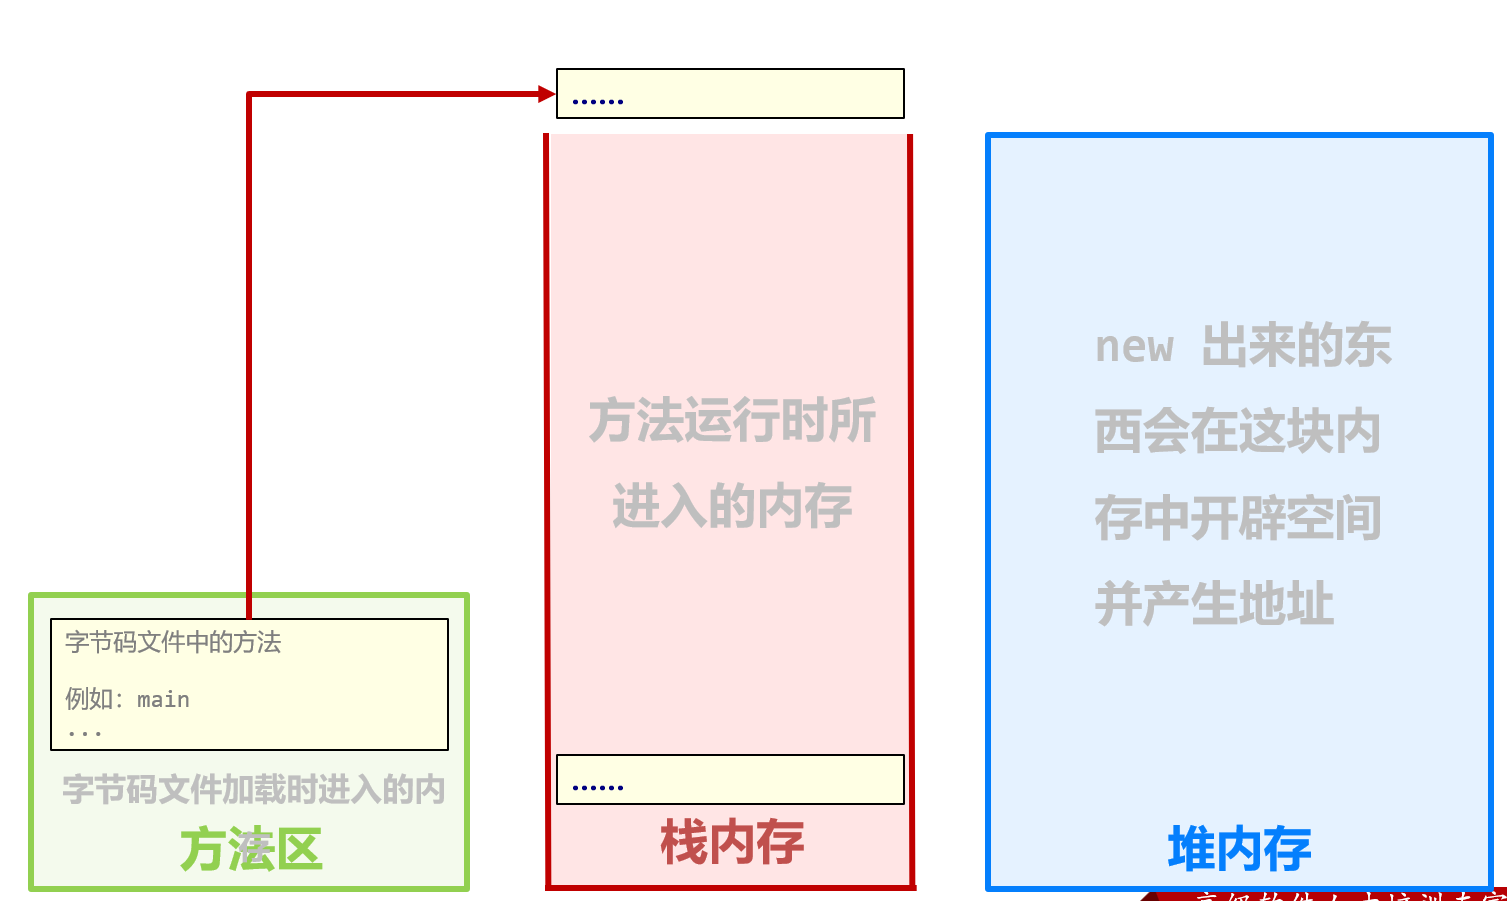 ......
new 出来的东
西会在这块内
存中开辟空间
并产生地址
方法运行时所
进入的内存
字节码文件中的方法
例如：main
...
字节码文件加载时进入的内
存
方法区
......
栈内存
堆内存